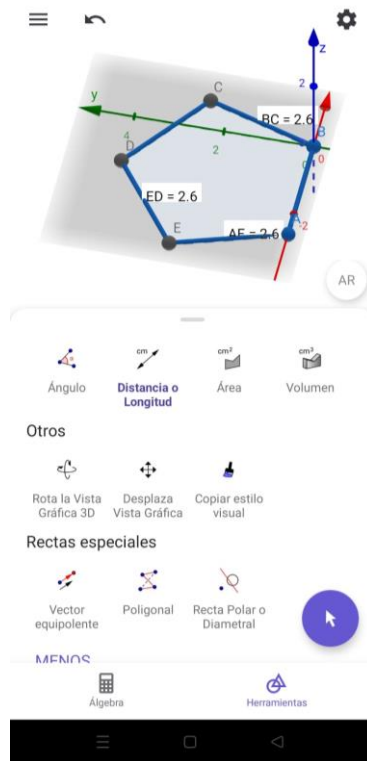 z
2
C
y
BC = 2.6
B
4
D
2
0
0
ED = 2.6
A
-2
E
AE = 2.6
AR
cm
cm²
cm³
Ángulo
Distancia o
Longitud
Área
Volumen
Otros
Rota la Vista
Gráfica 3D
Desplaza
Vista Gráfica
Copiar estilo
visual
Rectas especiales
Vector
equipolente
Poligonal
Recta Polar o
Diametral
MENOS
Álgebra
Herramientas